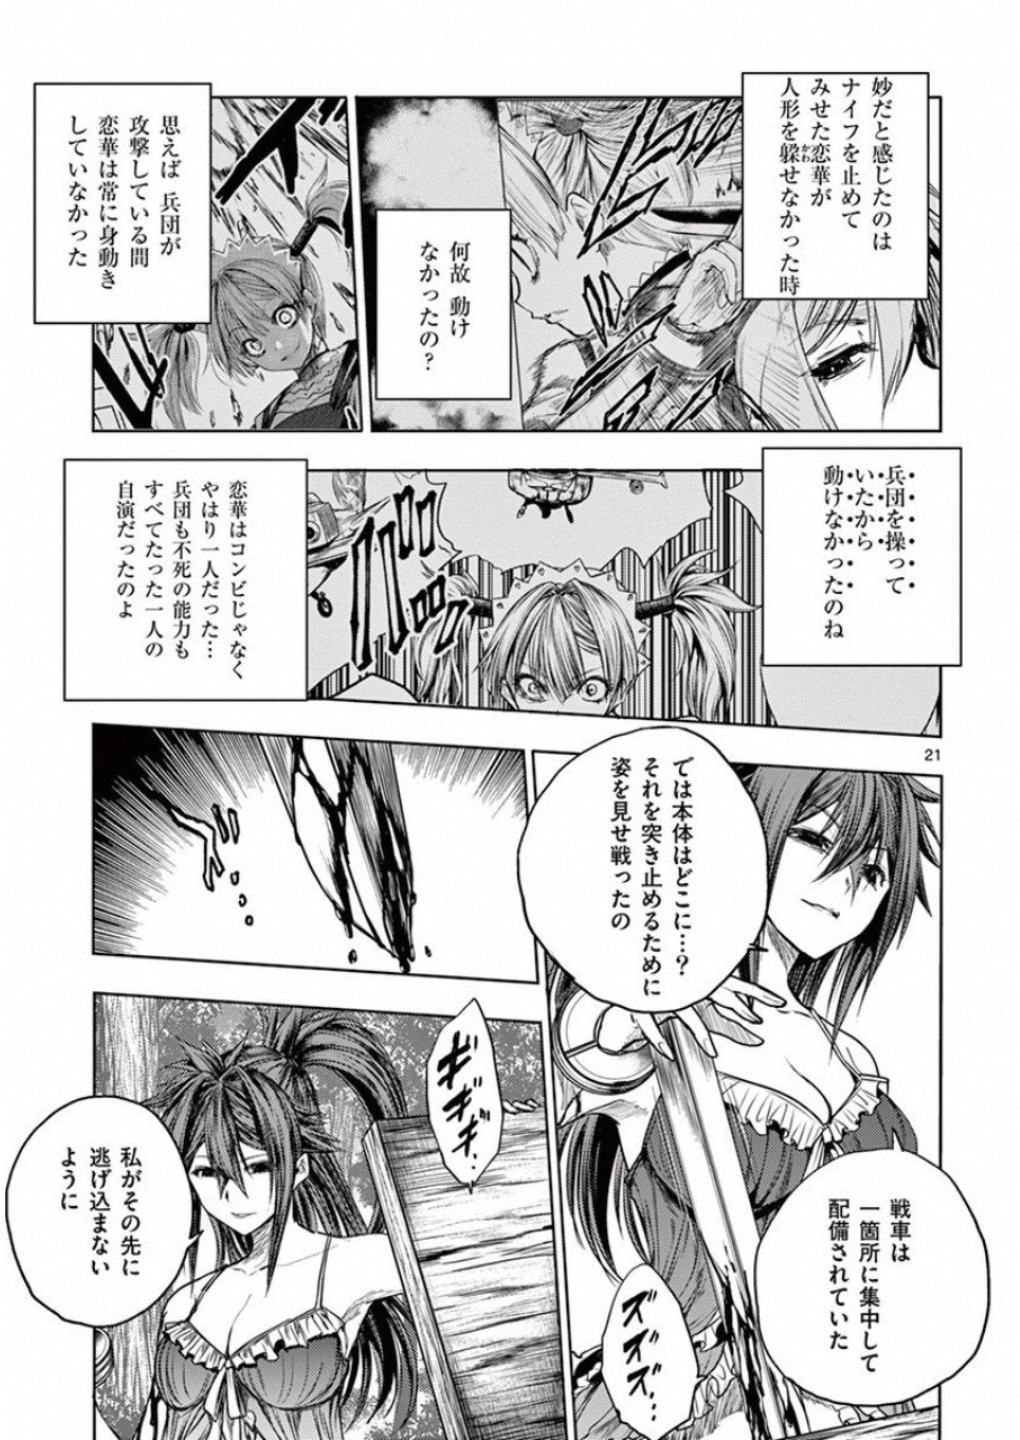 妙だと感じたのは
ナイフを止めて
みせた恋華が
人形を躱せなかった時
かわ
何故 動け
なかったの?
思えば 兵団が
攻撃している間
恋華は常に身動き
していなかった
兵団を操って
いたから
動けなかったのね
恋華はコンビじゃなく
やはり一人だった…
兵団も不死の能力も
すべてたった一人の
自演だったのよ
21
では本体はどこに…?
それを突き止めるために
姿を見せ戦ったの
戦車は
一箇所に集中して
配備されていた
ズズズ…
ギギギ…
私がその先に
逃げ込まない
ように